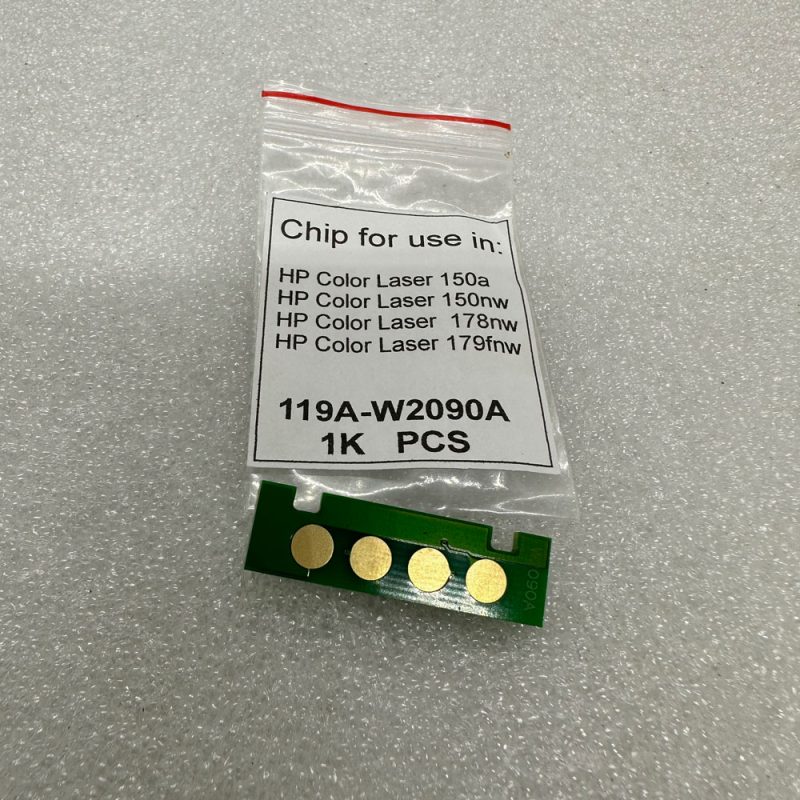 Chip for use in:
HP Color Laser 150a
HP Color Laser 150nw
HP Color Laser 178nw
HP Color Laser 179fnw
119A-W2090A
1K PCS
090A